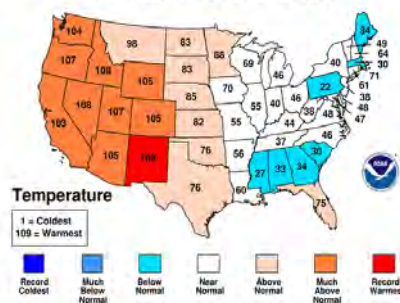 104
98
83
88
34
49
64
30
71
107
108
106
83
69
46
40
22
61
38
48
47
85
70
55
40
46
38
48
103
108
107
105
82
55
44
46
37
105
109
76
56
30
27
33
34
76
60
75
NOAA
Temperature
1 = Coldest
109 = Warmest
Record
Coldest
Much
Below
Normal
Below
Normal
Near
Normal
Above
Normal
Much
Above
Normal
Record
Warmest